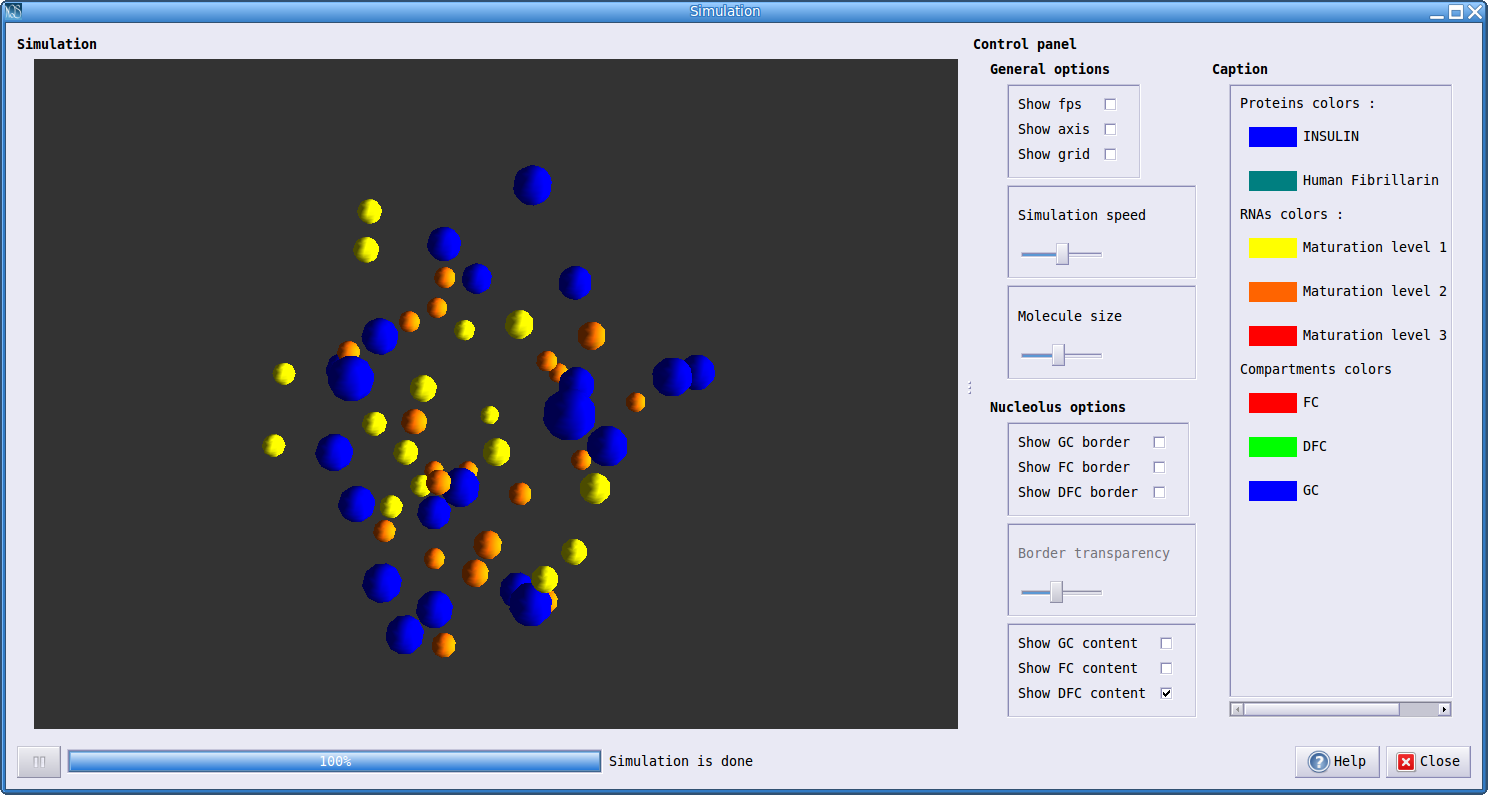 Simulation
Simulation
Control panel
General options
Show fps
Show axis
Show grid
Simulation speed
Molecule size
Nucleolus options
Show GC border
Show FC border
Show DFC border
Border transparency
Show GC content
Show FC content
Show DFC content
Caption
Proteins colors :
INSULIN
Human Fibrillarin
RNAs colors :
Maturation level 1
Maturation level 2
Maturation level 3
Compartments colors
FC
DFC
GC
100%
Simulation is done
Help
Close